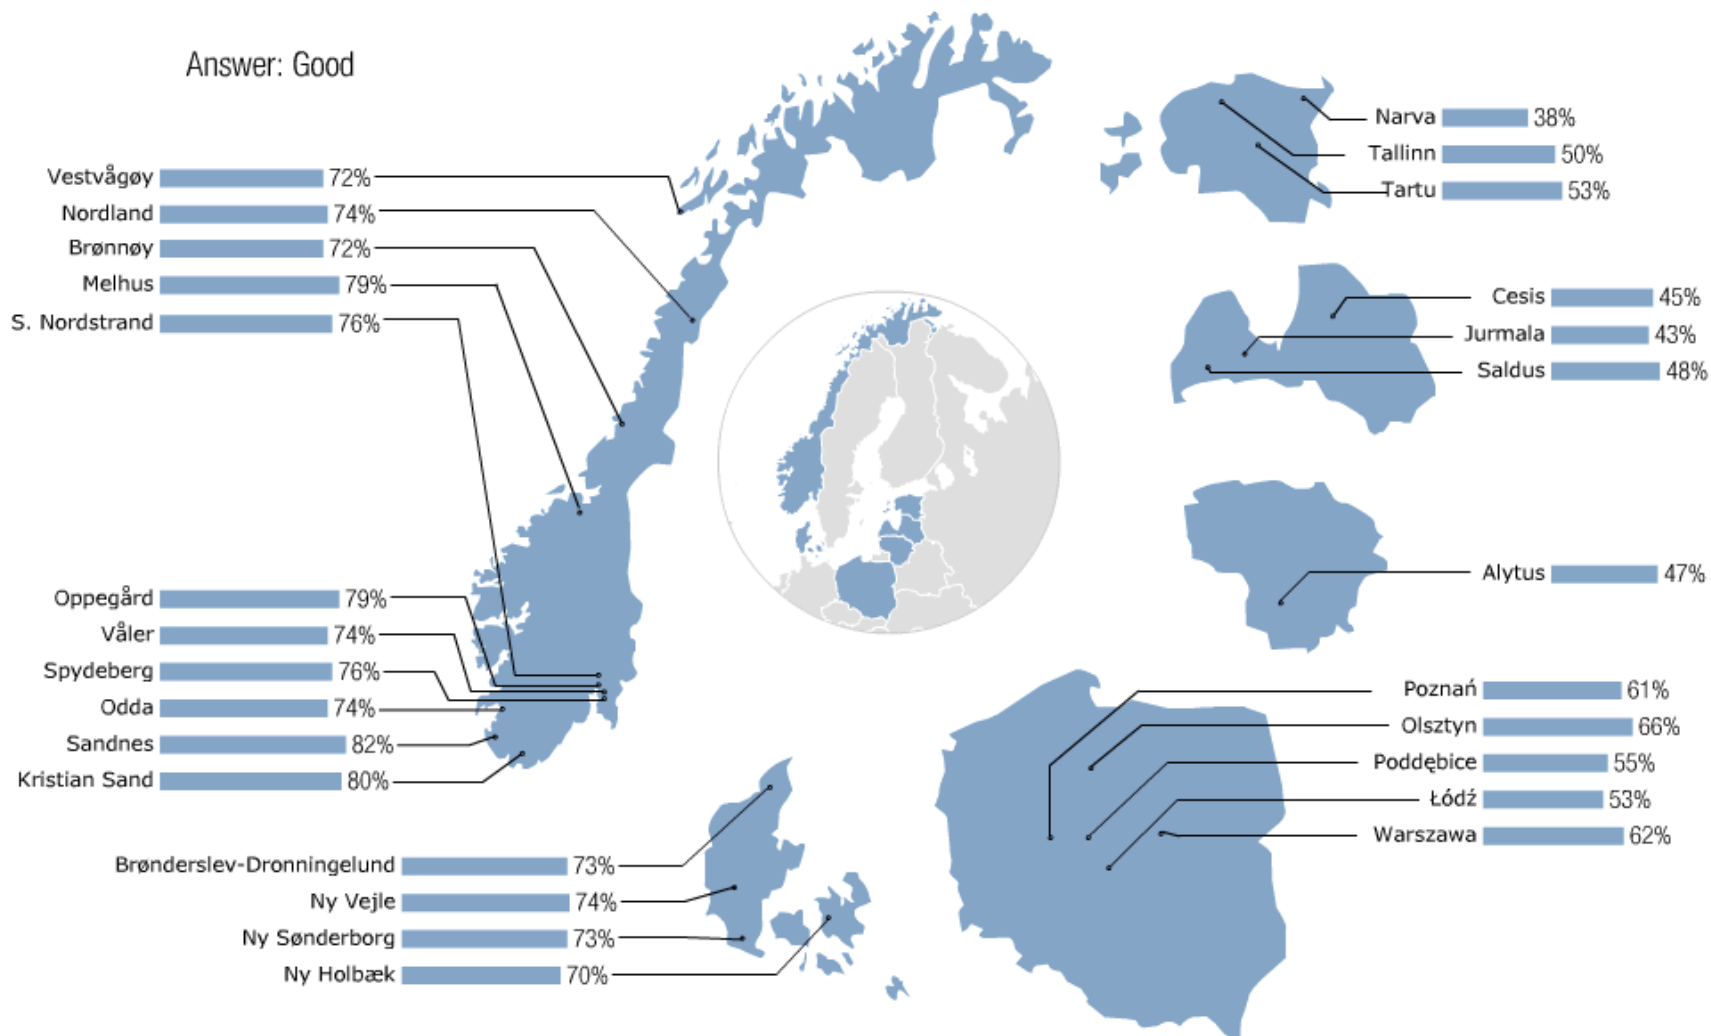 Answer: Good
Vestvågøy 72%
Nordland 74%
Brønnøy 72%
Melhus 79%
S. Nordstrand 76%
Oppegård 79%
Våler 74%
Spydeberg 76%
Odda 74%
Sandnes 82%
Kristian Sand 80%
Brønderslev-Dronningelund 73%
Ny Vejle 74%
Ny Sønderborg 73%
Ny Holbæk 70%
Narva 38%
Tallinn 50%
Tartu 53%
Cesis 45%
Jurmala 43%
Saldus 48%
Alytus 47%
Poznań 61%
Olsztyn 66%
Poddębice 55%
Łódź 53%
Warszawa 62%